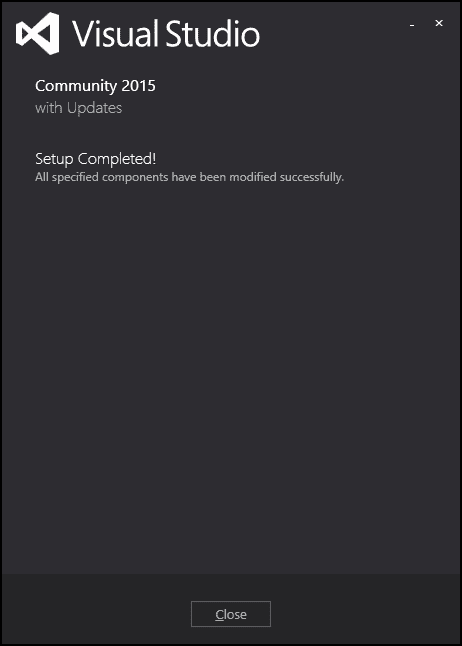 Visual Studio
Community 2015
with Updates
Setup Completed!
All specified components have been modified successfully.
Close